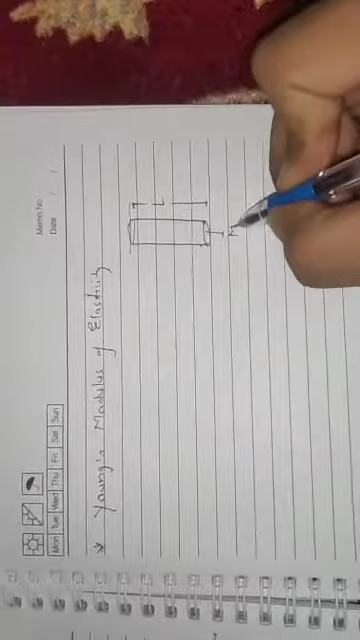 Memo No.
Date / /
Mon Tue Wed Thu Fri Sat Sun
* Young's Modulus of Elasticity
L